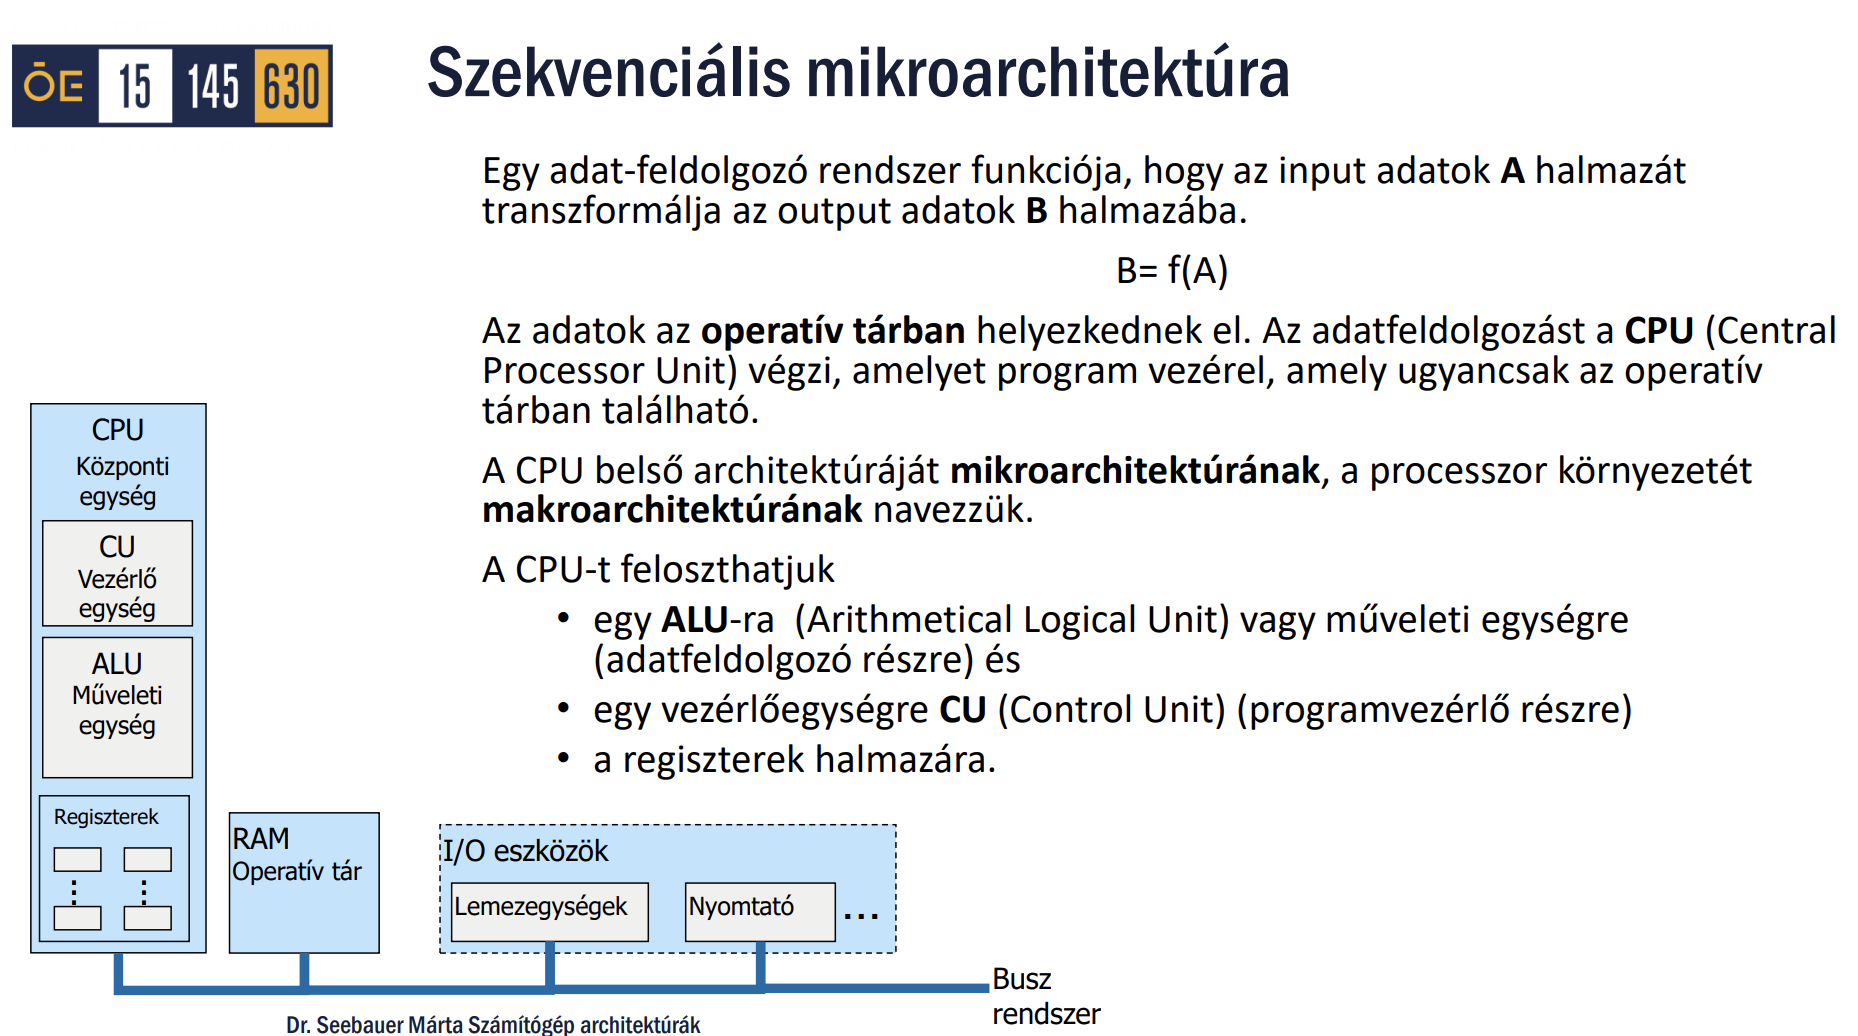 ŌE 15 145 630
Szekvenciális mikroarchitektúra
Egy adat-feldolgozó rendszer funkciója, hogy az input adatok A halmazát
transzformálja az output adatok B halmazába.
B= f(A)
Az adatok az operatív tárban helyezkednek el. Az adatfeldolgozást a CPU (Central
Processor Unit) végzi, amelyet program vezérel, amely ugyancsak az operatív
tárban található.
A CPU belső architektúráját mikroarchitektúrának, a processzor környezetét
makroarchitektúrának navezzük.
A CPU-t feloszthatjuk
• egy ALU-ra (Arithmetical Logical Unit) vagy műveleti egységre
(adatfeldolgozó részre) és
• egy vezérlőegységre CU (Control Unit) (programvezérlő részre)
• a regiszterek halmazára.
CPU
Központi
egység
CU
Vezérlő
egység
ALU
Műveleti
egység
Regiszterek
RAM
Operatív tár
I/O eszközök
Lemezegységek
Nyomtató
...
Busz
rendszer
Dr. Seebauer Márta Számítógép architektúrák